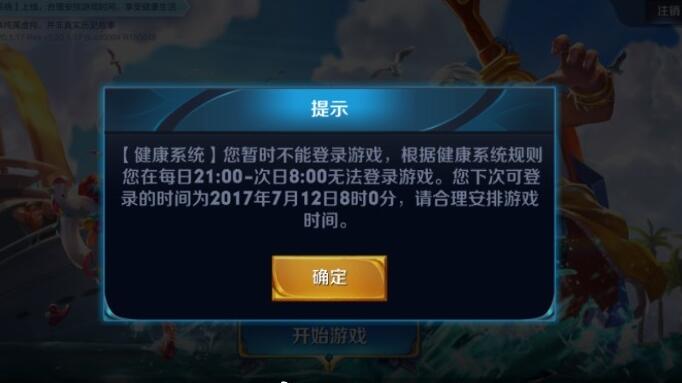 系统】上线，合理安排游戏时间，享受健康生活
注销
提示
【健康系统】您暂时不能登录游戏，根据健康系统规则
您在每日21:00-次日8:00无法登录游戏。您下次可登
录的时间为2017年7月12日8时0分，请合理安排游戏
时间。
确定
开始游戏